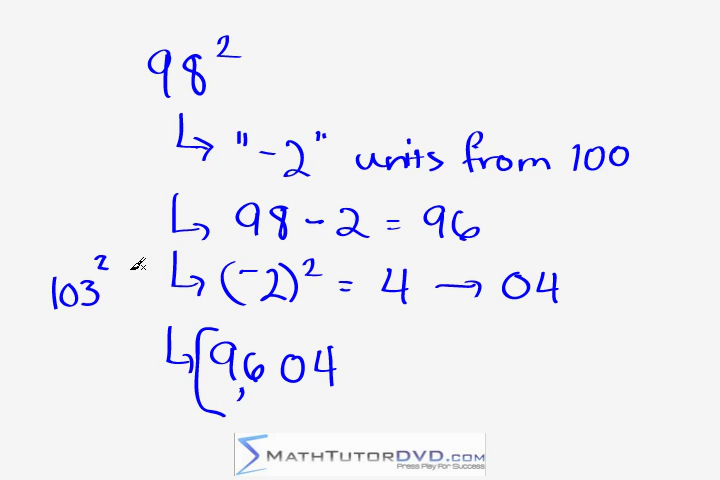 98²
↳ "-2" units from 100
↳ 98 - 2 = 96
103²
↳ (-2)² = 4 → 04
↳ [9,604
MATHTUTORDVD.COM
Press Play For Success